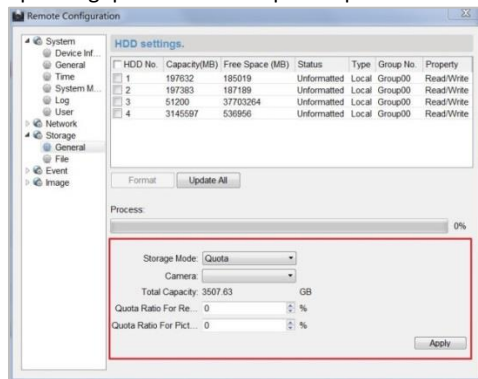 Remote Configuration
System
Device Inf...
General
Time
System M...
Log
User
Network
Storage
General
File
Event
Image
HDD settings.
HDD No. Capacity(MB) Free Space (MB) Status Type Group No. Property
1 197632 185019 Unformatted Local Group00 Read/Write
2 197383 187189 Unformatted Local Group00 Read/Write
3 51200 37703264 Unformatted Local Group00 Read/Write
4 3145597 536956 Unformatted Local Group00 Read/Write
Format Update All
Process:
0%
Storage Mode: Quota
Camera:
Total Capacity: 3507.63 GB
Quota Ratio For Re... 0 %
Quota Ratio For Pict... 0 %
Apply